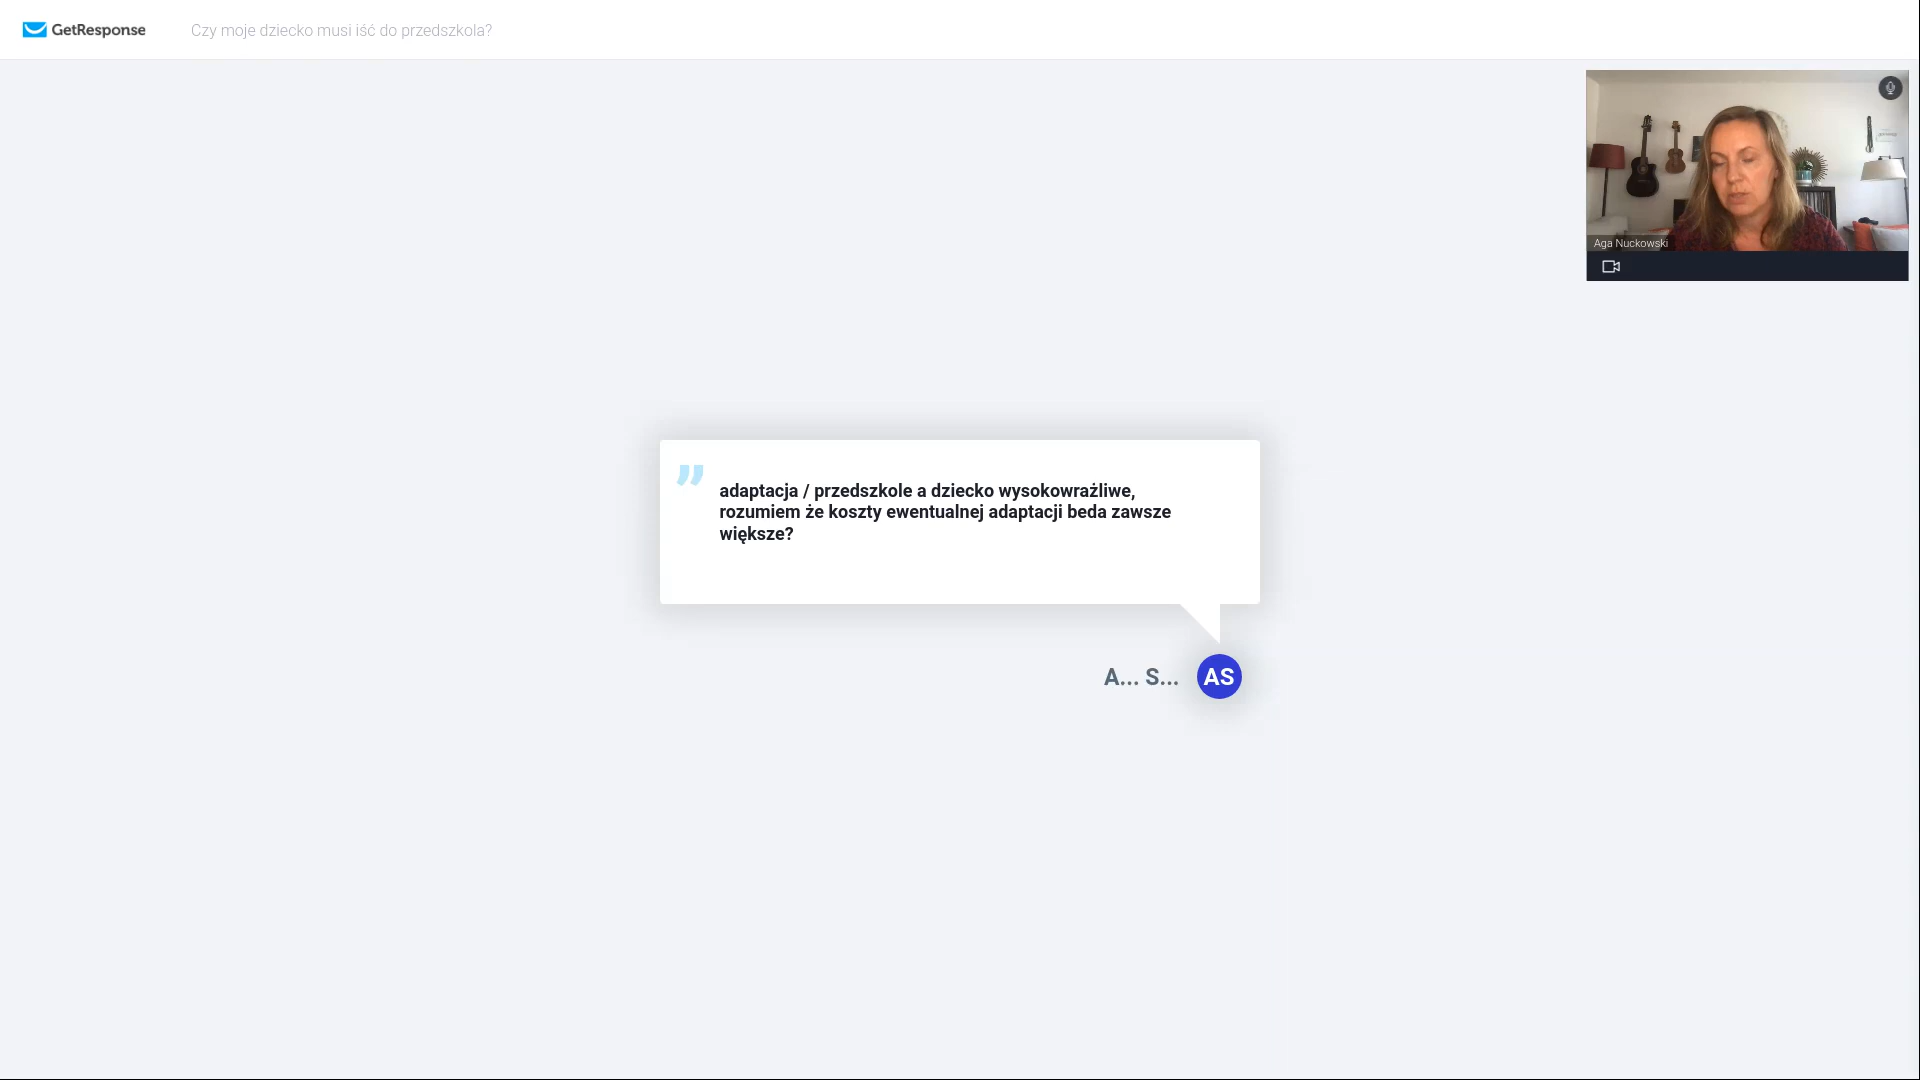 GetResponse
Czy moje dziecko musi iść do przedszkola?
Aga Nuckowski
adaptacja / przedszkole a dziecko wysokowrażliwe,
rozumiem że koszty ewentualnej adaptacji beda zawsze
większe?
A... S...
AS